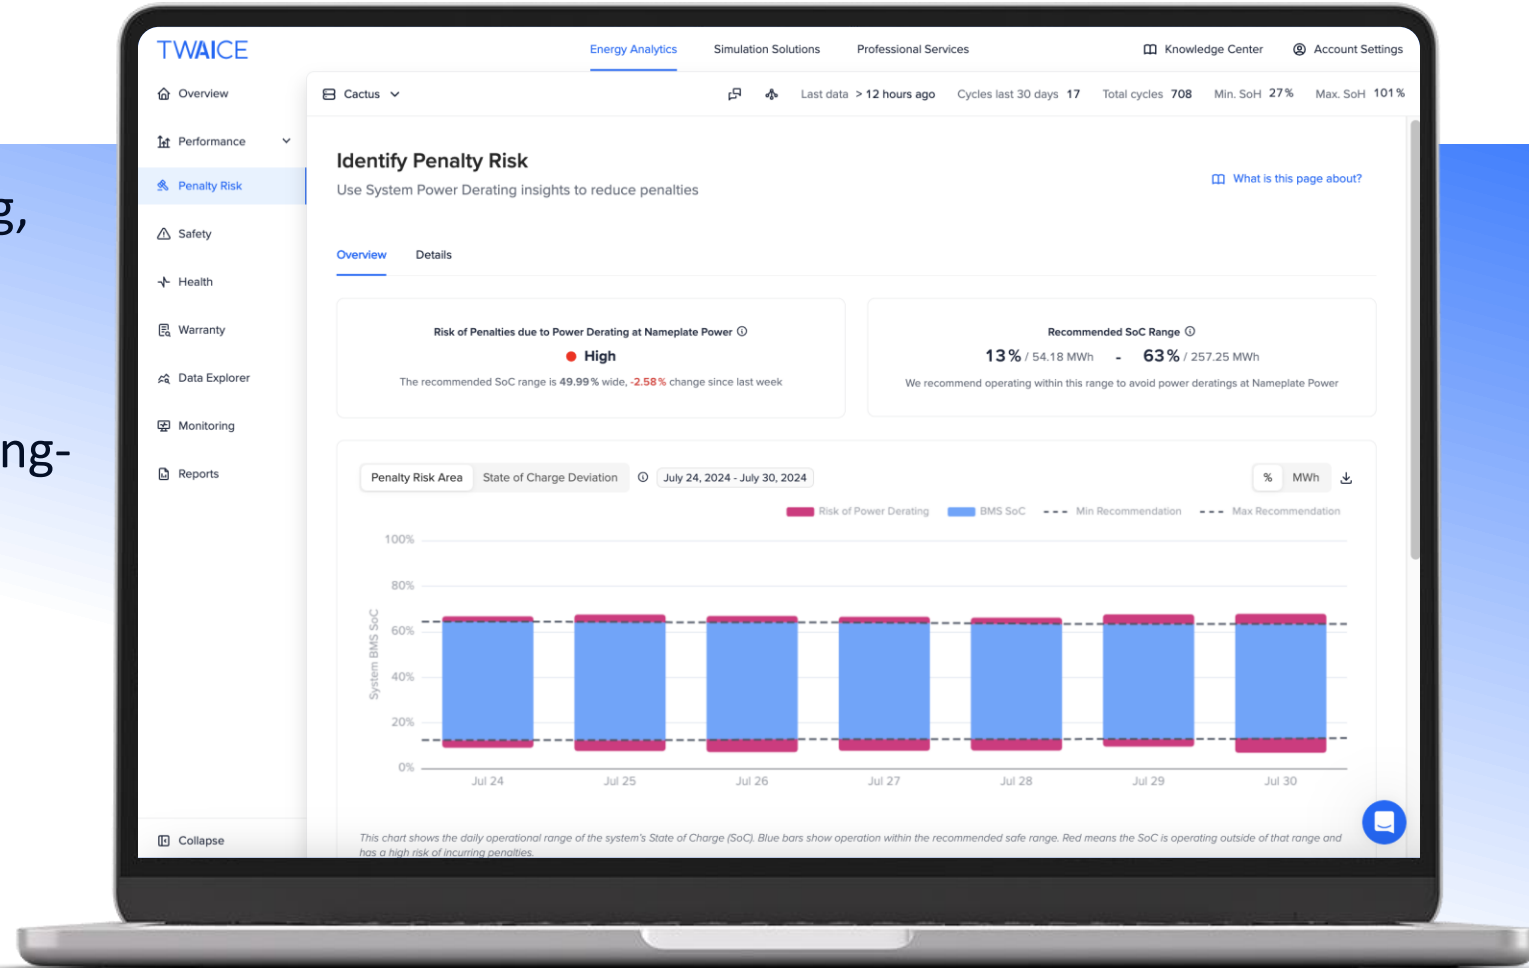 g,
ng-
TWAICE
Energy Analytics
Simulation Solutions
Professional Services
Knowledge Center
Account Settings
Overview
Performance
Penalty Risk
Safety
Health
Warranty
Data Explorer
Monitoring
Reports
Collapse
Cactus
Last data > 12 hours ago
Cycles last 30 days 17
Total cycles 708
Min. SoH 27%
Max. SoH 101%
Identify Penalty Risk
Use System Power Derating insights to reduce penalties
What is this page about?
Overview
Details
Risk of Penalties due to Power Derating at Nameplate Power
High
The recommended SoC range is 49.99% wide, -2.58% change since last week
Recommended SoC Range
13% / 54.18 MWh - 63% / 257.25 MWh
We recommend operating within this range to avoid power deratings at Nameplate Power
Penalty Risk Area
State of Charge Deviation
July 24, 2024 - July 30, 2024
%
MWh
Risk of Power Derating
BMS SoC
Min Recommendation
Max Recommendation
System BMS SoC
100%
80%
60%
40%
20%
0%
Jul 24
Jul 25
Jul 26
Jul 27
Jul 28
Jul 29
Jul 30
This chart shows the daily operational range of the system's State of Charge (SoC). Blue bars show operation within the recommended safe range. Red means the SoC is operating outside of that range and
has a high risk of incurring penalties.